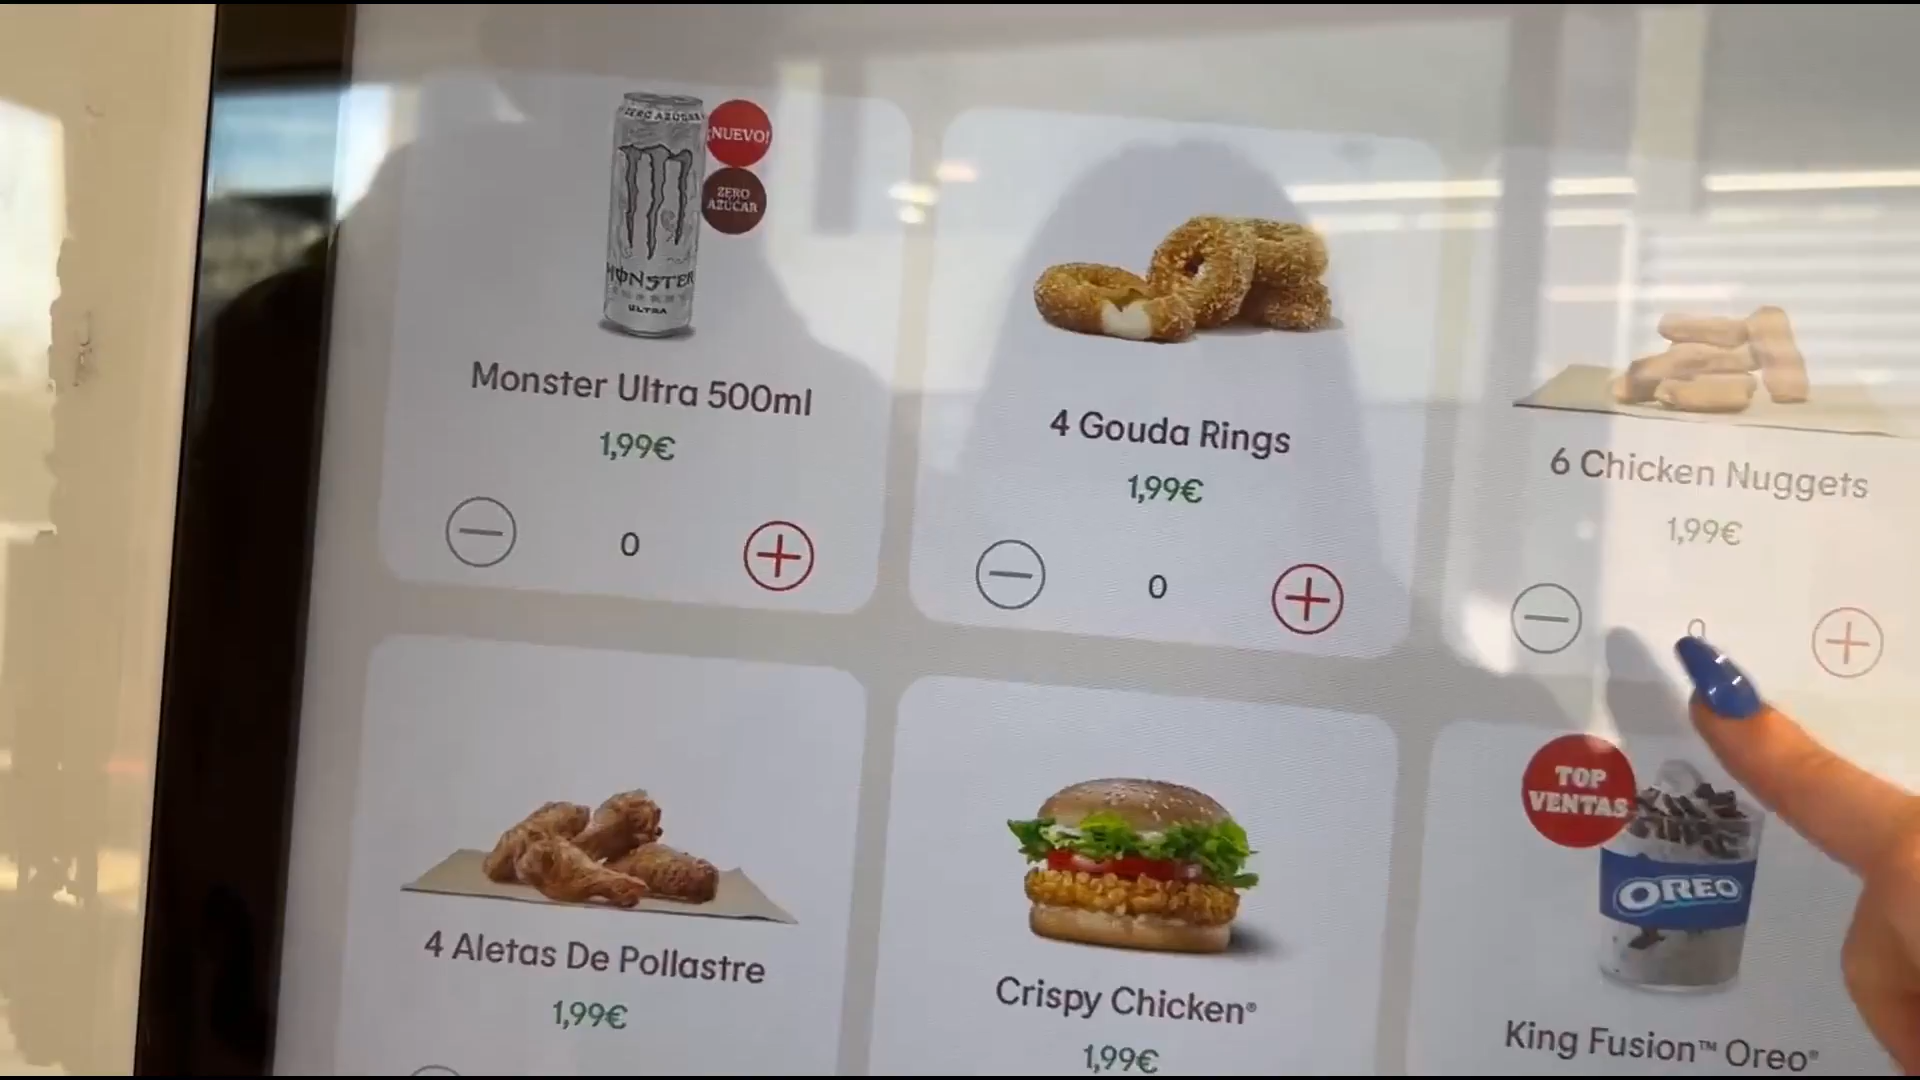 ZERO AZÚCAR
¡NUEVO!
ZERO
AZÚCAR
MONSTER
ULTRA
Monster Ultra 500ml
1,99€
0
4 Gouda Rings
1,99€
0
6 Chicken Nuggets
1,99€
0
4 Aletas De Pollastre
1,99€
Crispy Chicken®
1,99€
TOP
VENTAS
OREO
King Fusion™ Oreo®